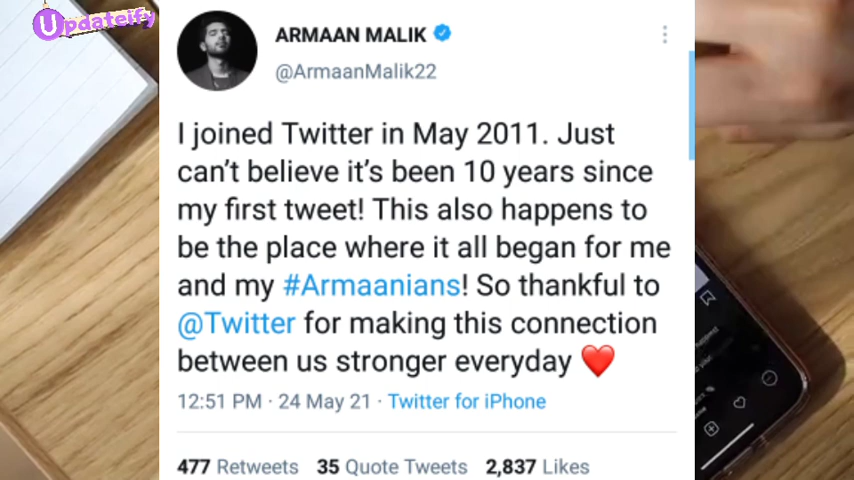 Updateify
ARMAAN MALIK
@ArmaanMalik22
I joined Twitter in May 2011. Just
can't believe it's been 10 years since
my first tweet! This also happens to
be the place where it all began for me
and my #Armaanians! So thankful to
@Twitter for making this connection
between us stronger everyday ❤️
12:51 PM · 24 May 21 · Twitter for iPhone
477 Retweets 35 Quote Tweets 2,837 Likes